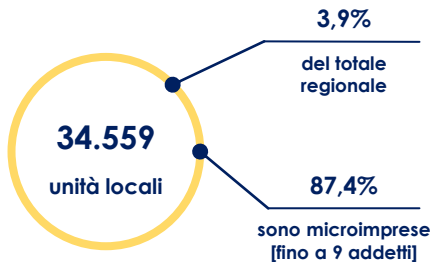 34.559
unità locali
3,9%
del totale
regionale
87,4%
sono microimprese
[fino a 9 addetti]